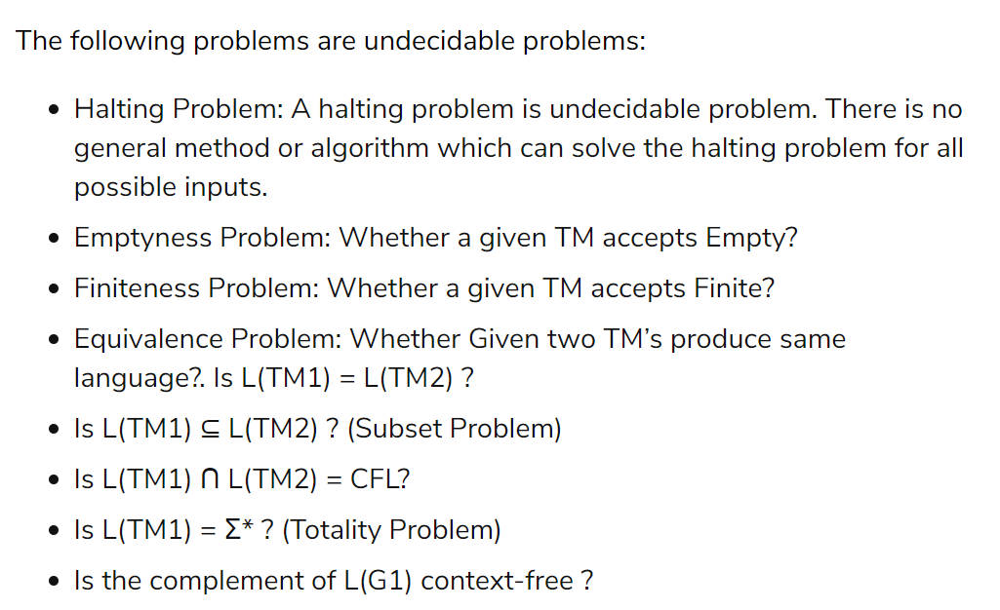 The following problems are undecidable problems:
• Halting Problem: A halting problem is undecidable problem. There is no
general method or algorithm which can solve the halting problem for all
possible inputs.
• Emptyness Problem: Whether a given TM accepts Empty?
• Finiteness Problem: Whether a given TM accepts Finite?
• Equivalence Problem: Whether Given two TM’s produce same
language?. Is L(TM1) = L(TM2) ?
• Is L(TM1) ⊆ L(TM2) ? (Subset Problem)
• Is L(TM1) ∩ L(TM2) = CFL?
• Is L(TM1) = Σ* ? (Totality Problem)
• Is the complement of L(G1) context-free ?